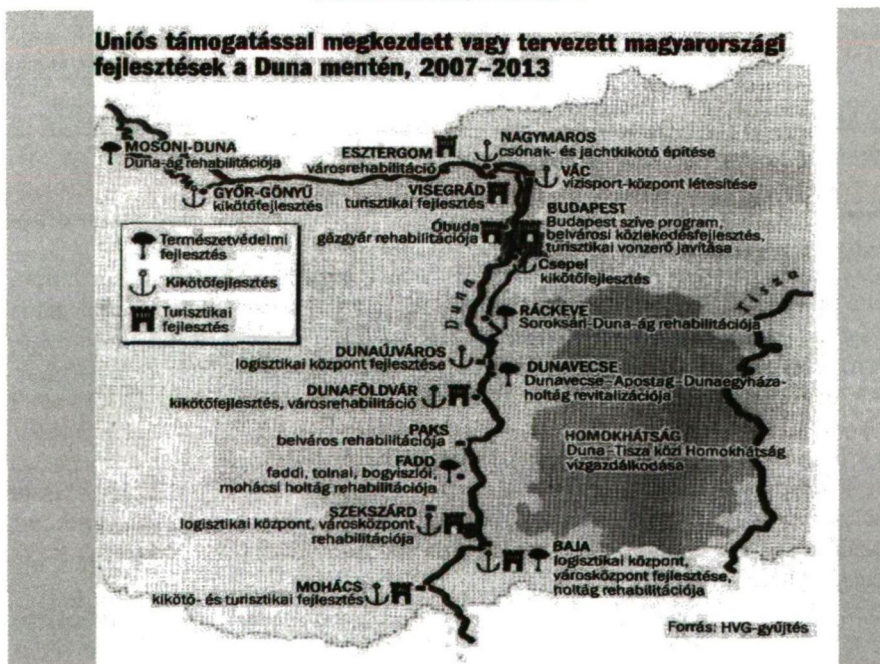 Uniós támogatással megkezdett vagy tervezett magyarországi
fejlesztések a Duna mentén, 2007–2013
MOSONI-DUNA
Duna-ág rehabilitációja
GYŐR-GÖNYŰ
kikötőfejlesztés
ESZTERGOM
városrehabilitáció
NAGYMAROS
csónak- és jachtkikötő építése
VISEGRÁD
turisztikai fejlesztés
VÁC
vízisport-központ létesítése
Óbuda
gázgyár rehabilitációja
BUDAPEST
Budapest szíve program,
belvárosi közlekedésfejlesztés,
turisztikai vonzerő javítása
Csepel
kikötőfejlesztés
Természetvédelmi
fejlesztés
Kikötőfejlesztés
Turisztikai
fejlesztés
Duna
Tisza
RÁCKEVE
Soroksári-Duna-ág rehabilitációja
DUNAÚJVÁROS
logisztikai központ fejlesztése
DUNAVECSE
Dunavecse–Apostag–Dunaegyháza-
holtág revitalizációja
DUNAFÖLDVÁR
kikötőfejlesztés, városrehabilitáció
PAKS
belváros rehabilitációja
HOMOKHÁTSÁG
Duna–Tisza közi Homokhátság
vízgazdálkodása
FADD
faddi, tolnai, bogyiszlói,
mohácsi holtág rehabilitációja
SZEKSZÁRD
logisztikai központ, városközpont
rehabilitációja
BAJA
logisztikai központ,
városközpont fejlesztése,
holtág rehabilitációja
MOHÁCS
kikötő- és turisztikai fejlesztés
Forrás: HVG-gyűjtés